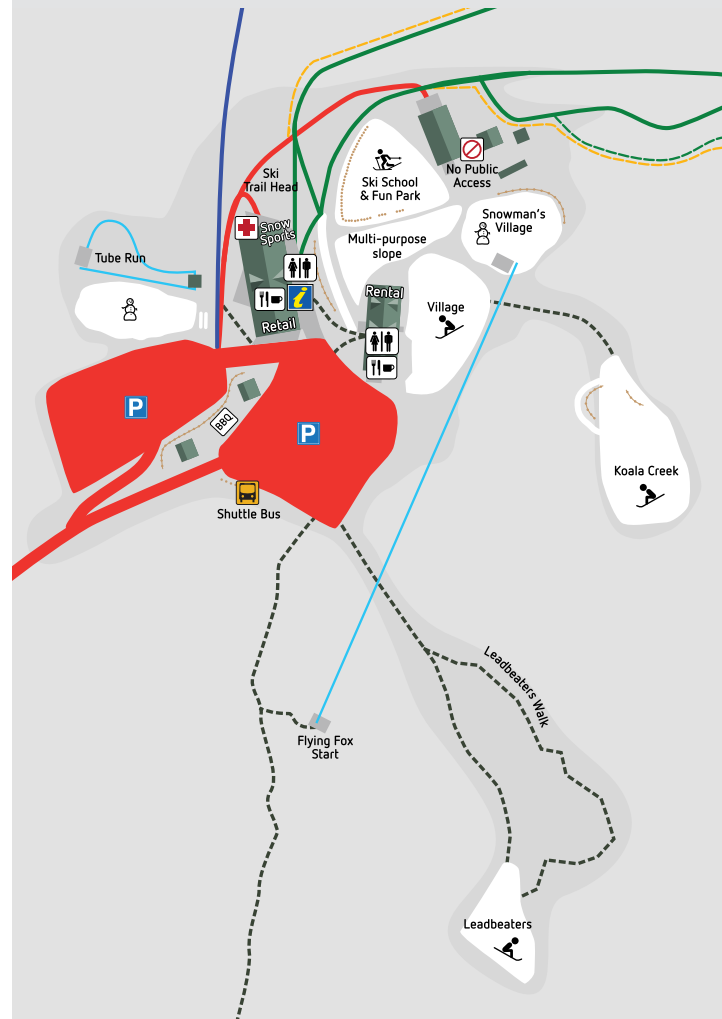 No Public
Access
Ski
Trail Head
Ski School
& Fun Park
Snow
Sports
Snowman's
Village
Multi-purpose
slope
Tube Run
i
Rental
Village
Retail
P
BBQ
P
Koala Creek
Shuttle Bus
Leadbeaters Walk
Flying Fox
Start
Leadbeaters